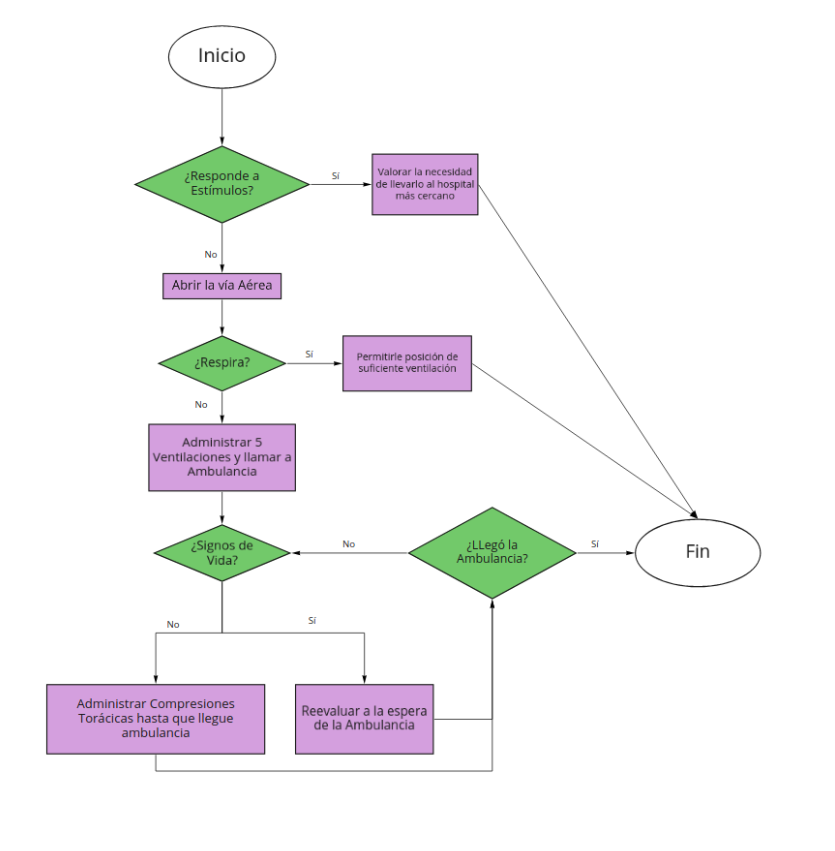 Inicio
¿Responde a
Estímulos?
Sí
Valorar la necesidad
de llevarlo al hospital
más cercano
No
Abrir la vía Aérea
¿Respira?
Sí
Permitirle posición de
suficiente ventilación
No
Administrar 5
Ventilaciones y llamar a
Ambulancia
¿Signos de
Vida?
No
¿LLegó la
Ambulancia?
Sí
Fin
No
Sí
Administrar Compresiones
Torácicas hasta que llegue
ambulancia
Reevaluar a la espera
de la Ambulancia